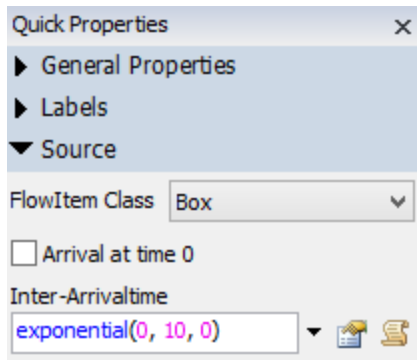 Quick Properties
General Properties
Labels
Source
FlowItem Class Box
Arrival at time 0
Inter-Arrivaltime
exponential(0, 10, 0)